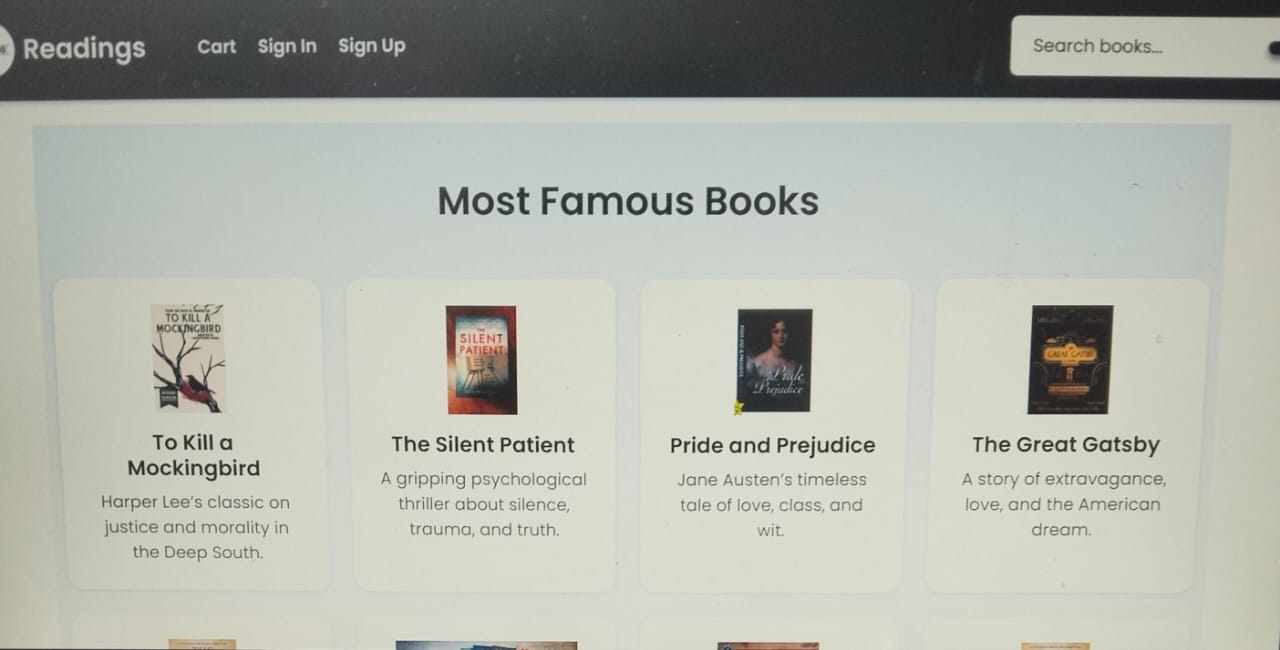 Readings
Cart
Sign In
Sign Up
Search books...
Most Famous Books
TO KILL A
MOCKINGBIRD
THE
SILENT
PATIENT
Pride
Prejudice
GREAT GATSBY
To Kill a
Mockingbird
Harper Lee's classic on
justice and morality in
the Deep South.
The Silent Patient
A gripping psychological
thriller about silence,
trauma, and truth.
Pride and Prejudice
Jane Austen's timeless
tale of love, class, and
wit.
The Great Gatsby
A story of extravagance,
love, and the American
dream.